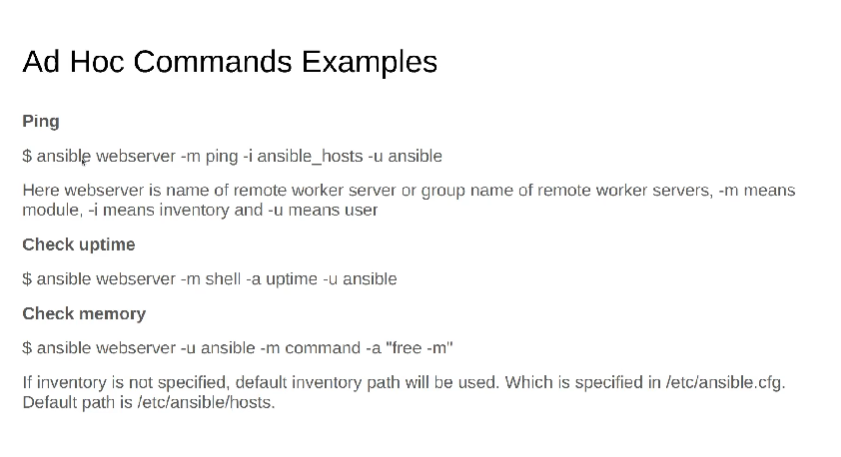 Ad Hoc Commands Examples
Ping
$ ansible webserver -m ping -i ansible_hosts -u ansible
Here webserver is name of remote worker server or group name of remote worker servers, -m means
module, -i means inventory and -u means user
Check uptime
$ ansible webserver -m shell -a uptime -u ansible
Check memory
$ ansible webserver -u ansible -m command -a "free -m"
If inventory is not specified, default inventory path will be used. Which is specified in /etc/ansible.cfg.
Default path is /etc/ansible/hosts.